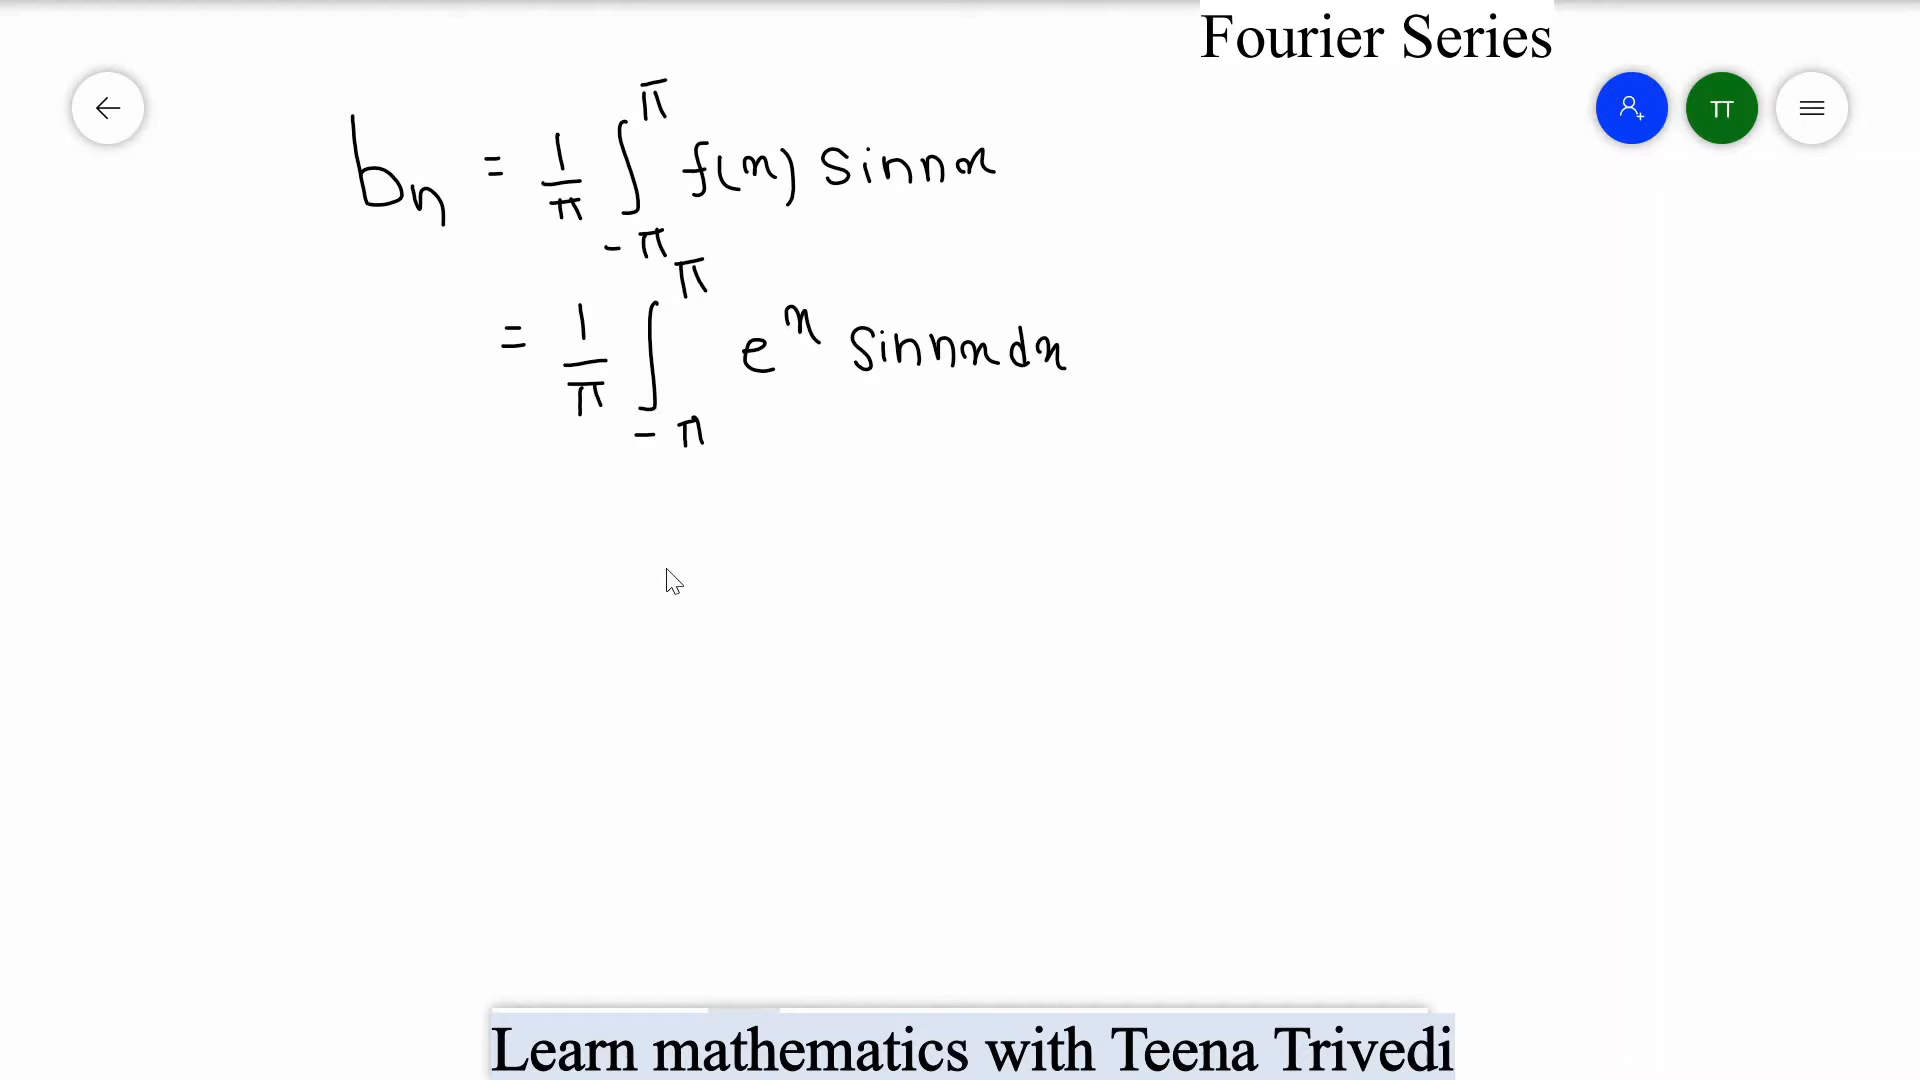 Fourier Series
TT
bn = 1/π ∫_{-π}^{π} f(x) sinnx
= 1/π ∫_{-π}^{π} e^x sinnxdx
Learn mathematics with Teena Trivedi